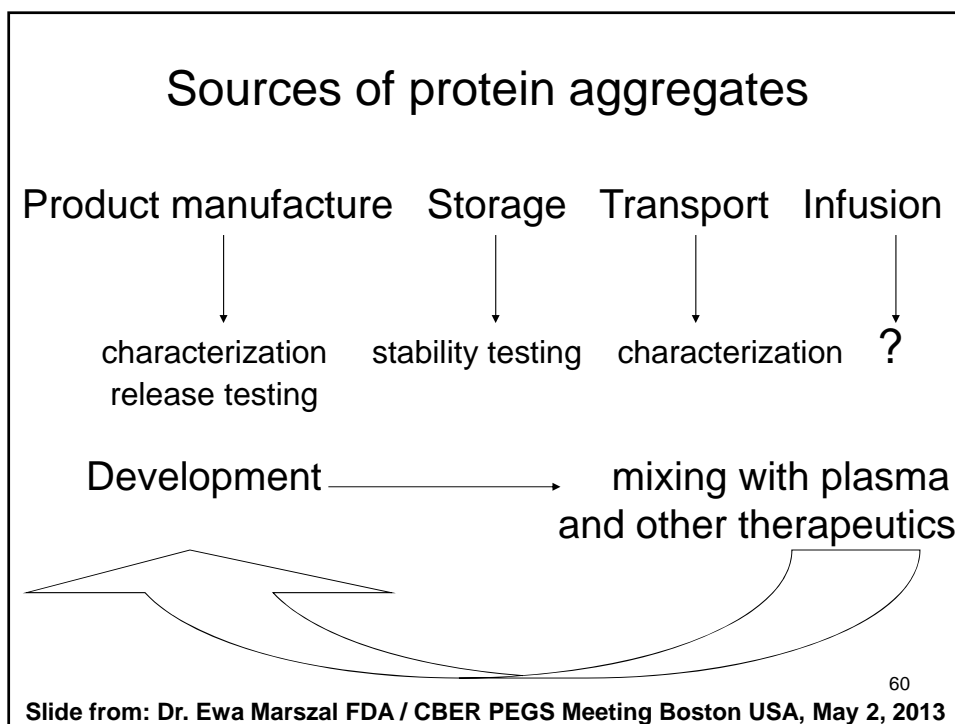 Sources of protein aggregates
Product manufacture Storage Transport Infusion
characterization stability testing characterization ?
release testing
Development mixing with plasma
and other therapeutics
60
Slide from: Dr. Ewa Marszal FDA / CBER PEGS Meeting Boston USA, May 2, 2013